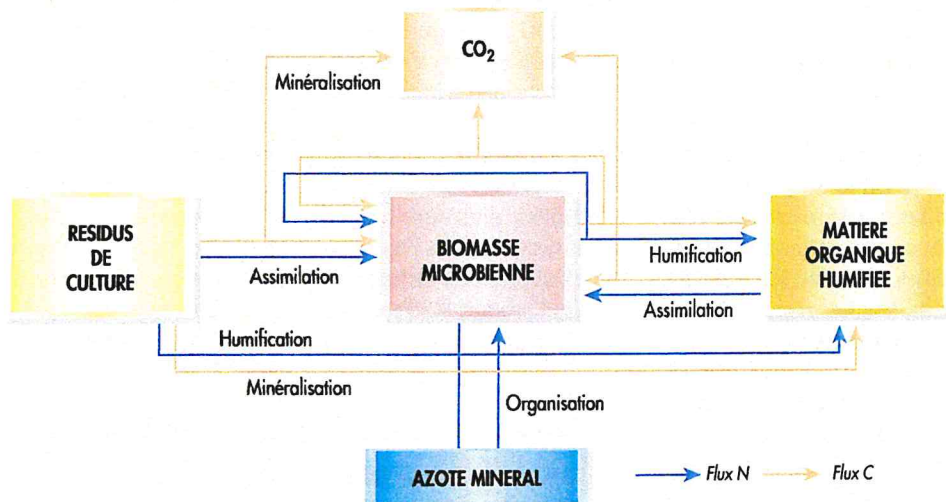 CO₂
Minéralisation
RESIDUS
DE
CULTURE
Assimilation
BIOMASSE
MICROBIENNE
Humification
MATIERE
ORGANIQUE
HUMIFIEE
Assimilation
Humification
Minéralisation
Organisation
AZOTE MINERAL
Flux N
Flux C